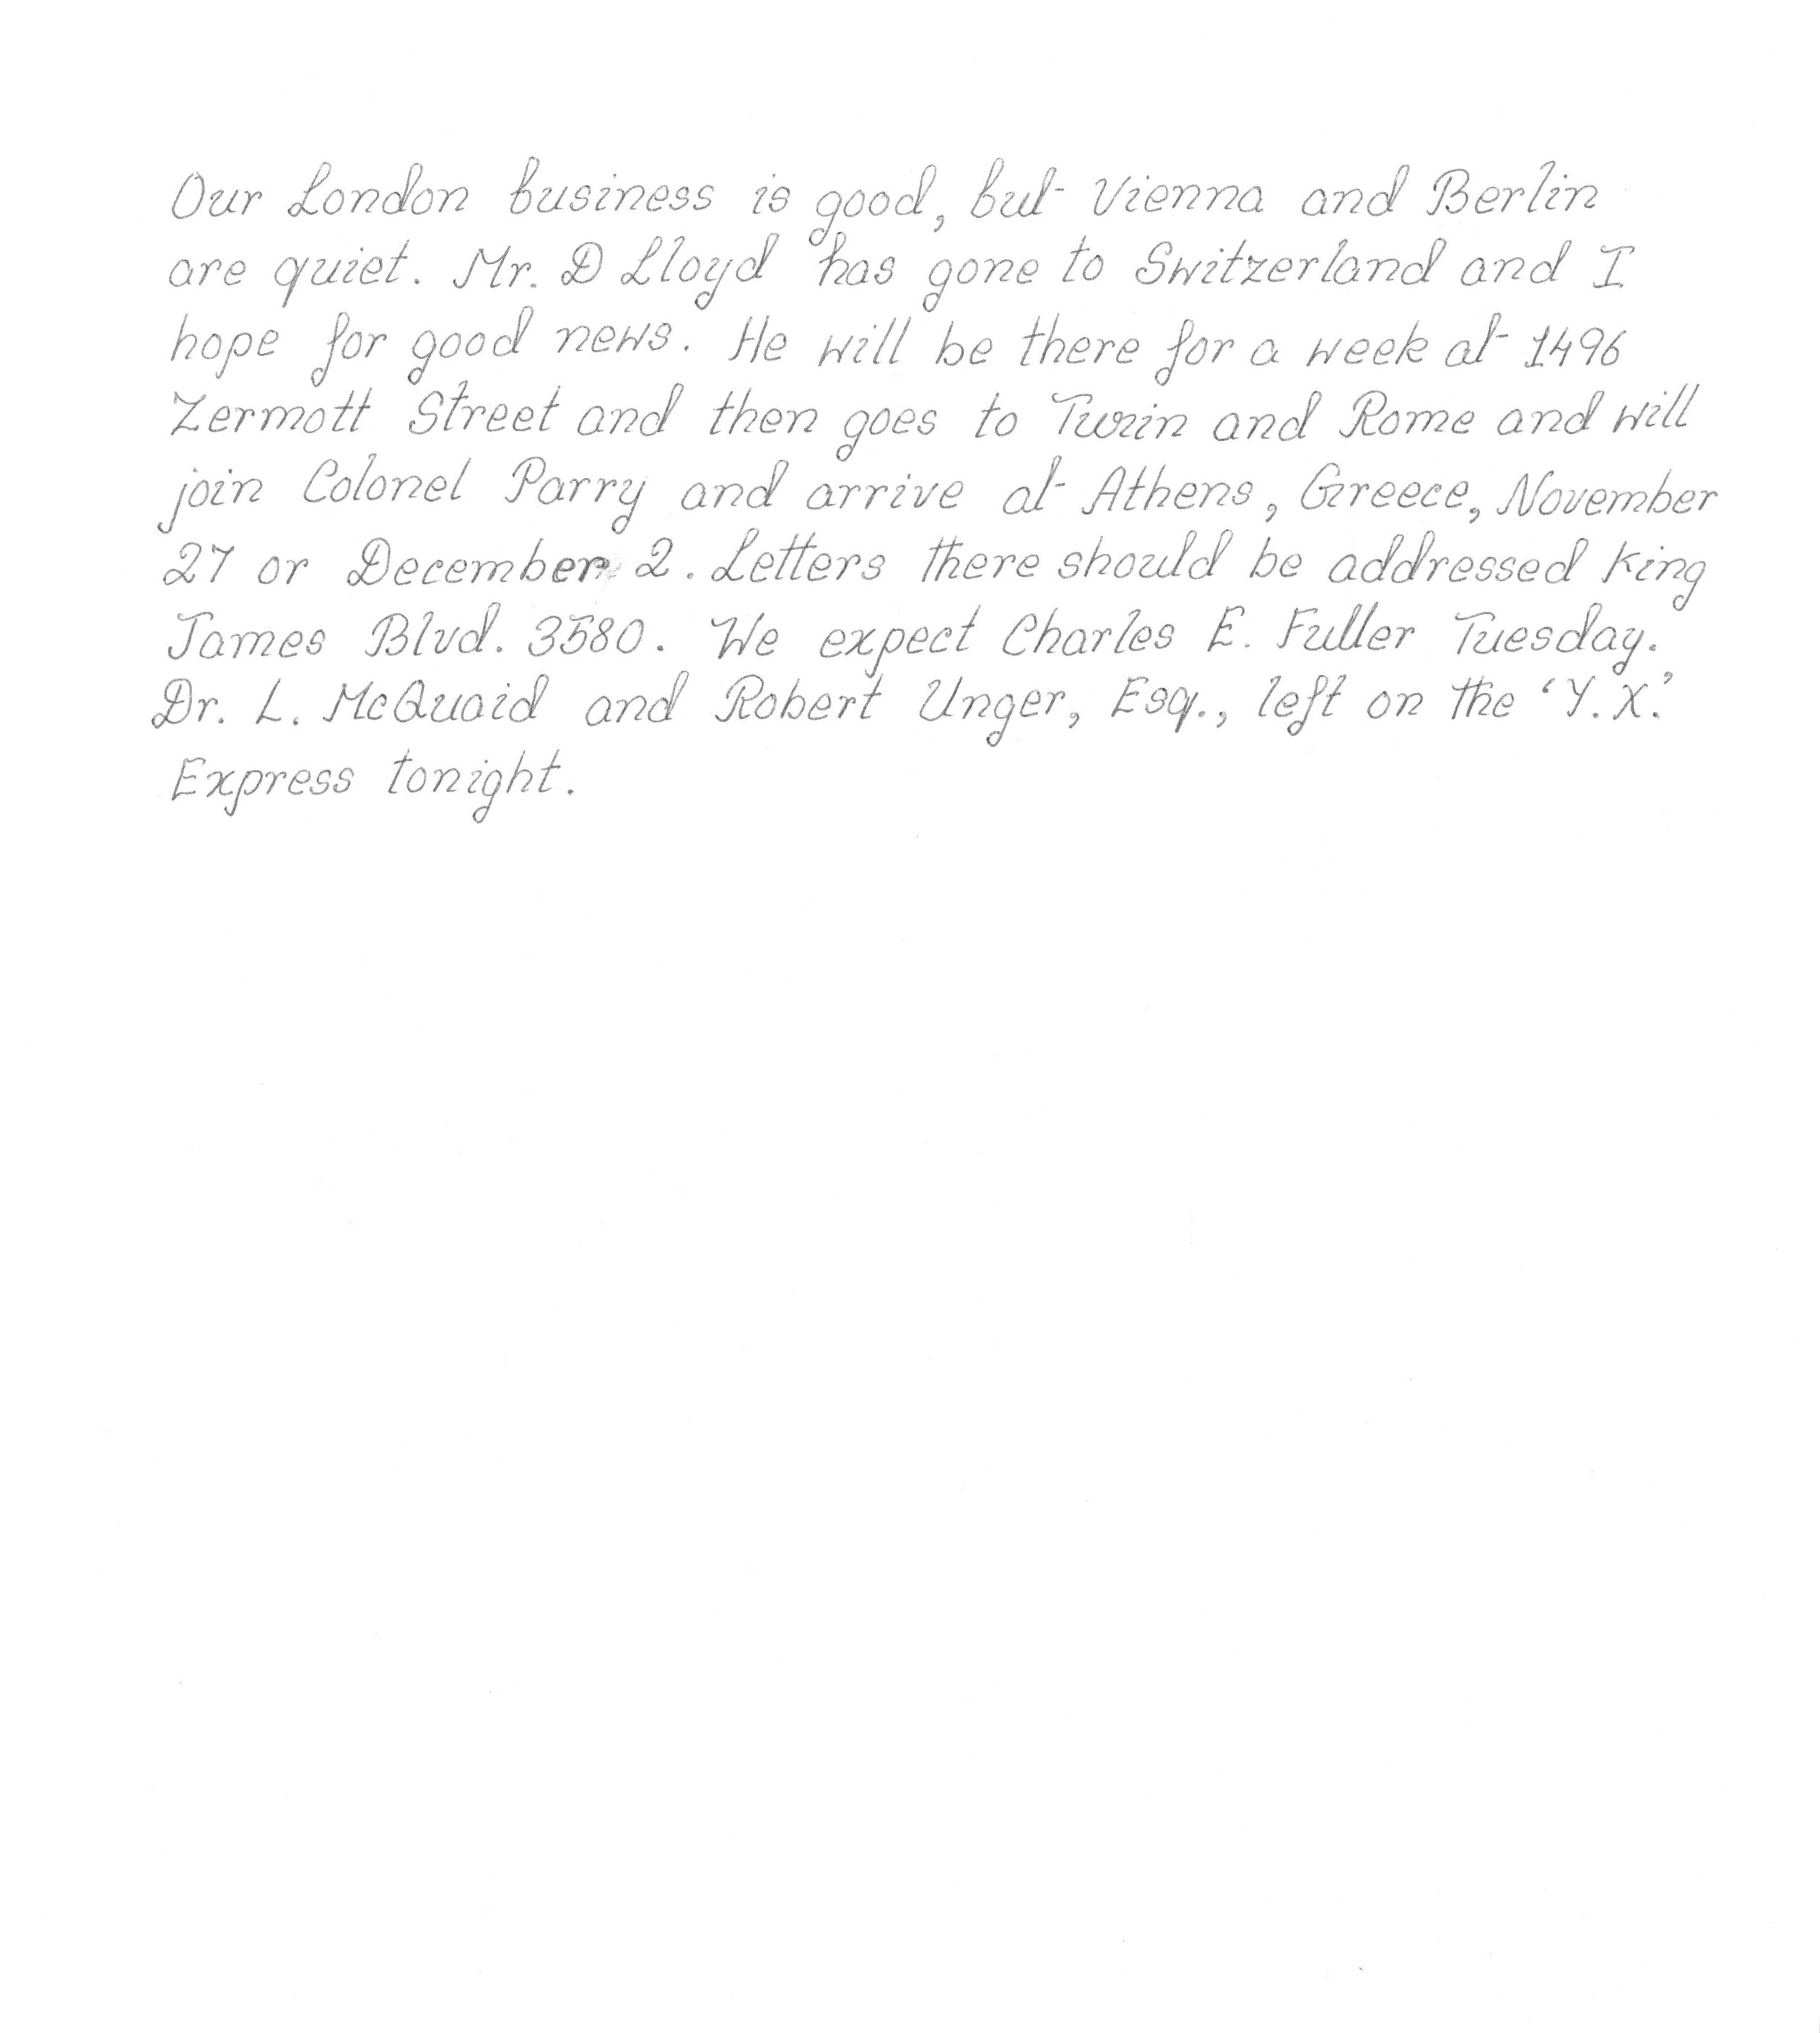 Our London business is good, but Vienna and Berlin
are quiet. Mr. D Lloyd has gone to Switzerland and I
hope for good news. He will be there for a week at 1496
Zermott Street and then goes to Turin and Rome and will
join Colonel Parry and arrive at Athens, Greece, November
27 or December 2. Letters there should be addressed King
James Blvd. 3580. We expect Charles E. Fuller Tuesday.
Dr. L. McQuaid and Robert Unger, Esq., left on the 'Y.X.'
Express tonight.